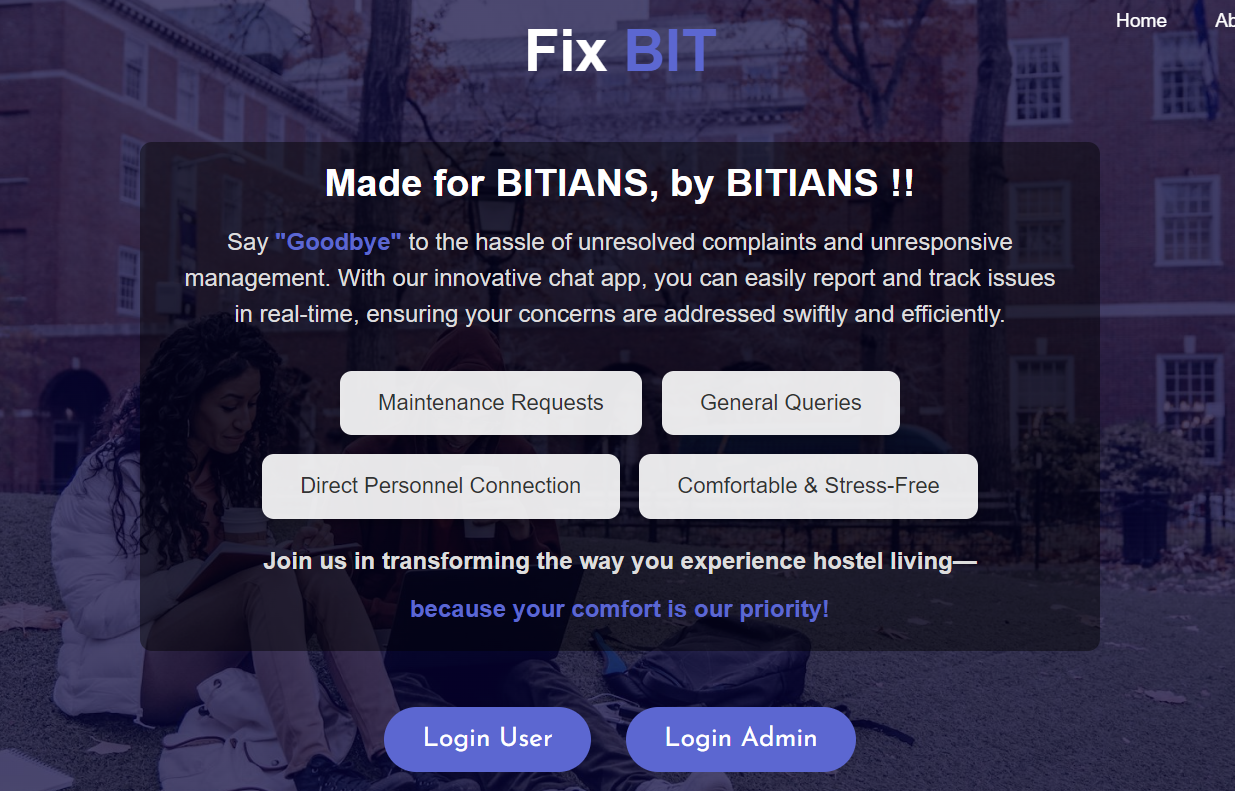 Home Ab
Fix BIT
Made for BITIANS, by BITIANS !!
Say "Goodbye" to the hassle of unresolved complaints and unresponsive
management. With our innovative chat app, you can easily report and track issues
in real-time, ensuring your concerns are addressed swiftly and efficiently.
Maintenance Requests General Queries
Direct Personnel Connection Comfortable & Stress-Free
Join us in transforming the way you experience hostel living—
because your comfort is our priority!
Login User Login Admin